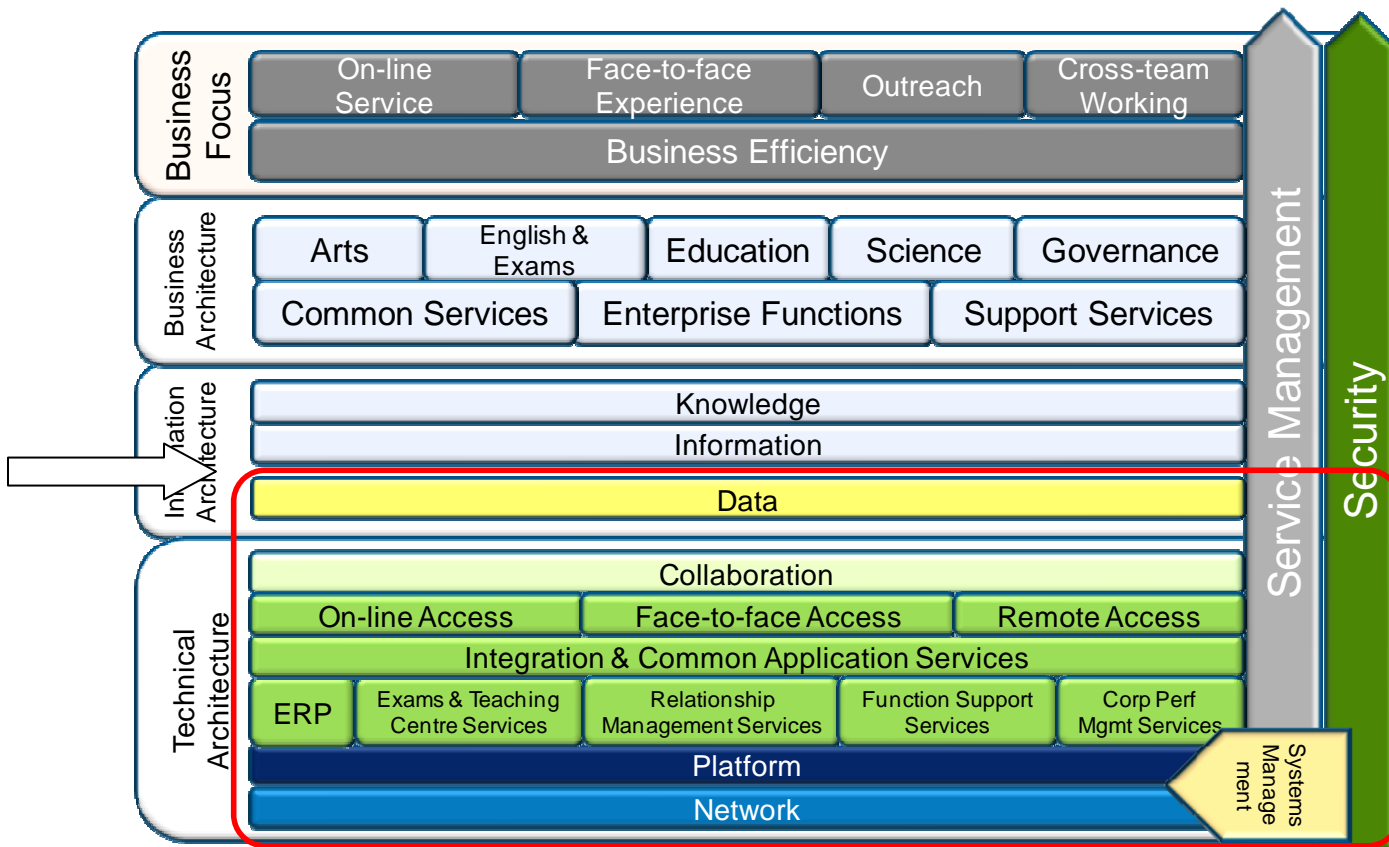 Business
Focus
On-line
Service
Face-to-face
Experience
Outreach
Cross-team
Working
Business Efficiency
Business
Architecture
Arts
English &
Exams
Education
Science
Governance
Common Services
Enterprise Functions
Support Services
Architecture
Knowledge
Information
Data
Technical
Architecture
Collaboration
On-line Access
Face-to-face Access
Remote Access
Integration & Common Application Services
ERP
Exams & Teaching
Centre Services
Relationship
Management Services
Function Support
Services
Corp Perf
Mgmt Services
Platform
Network
Systems
Manage
ment
Service Management
Security